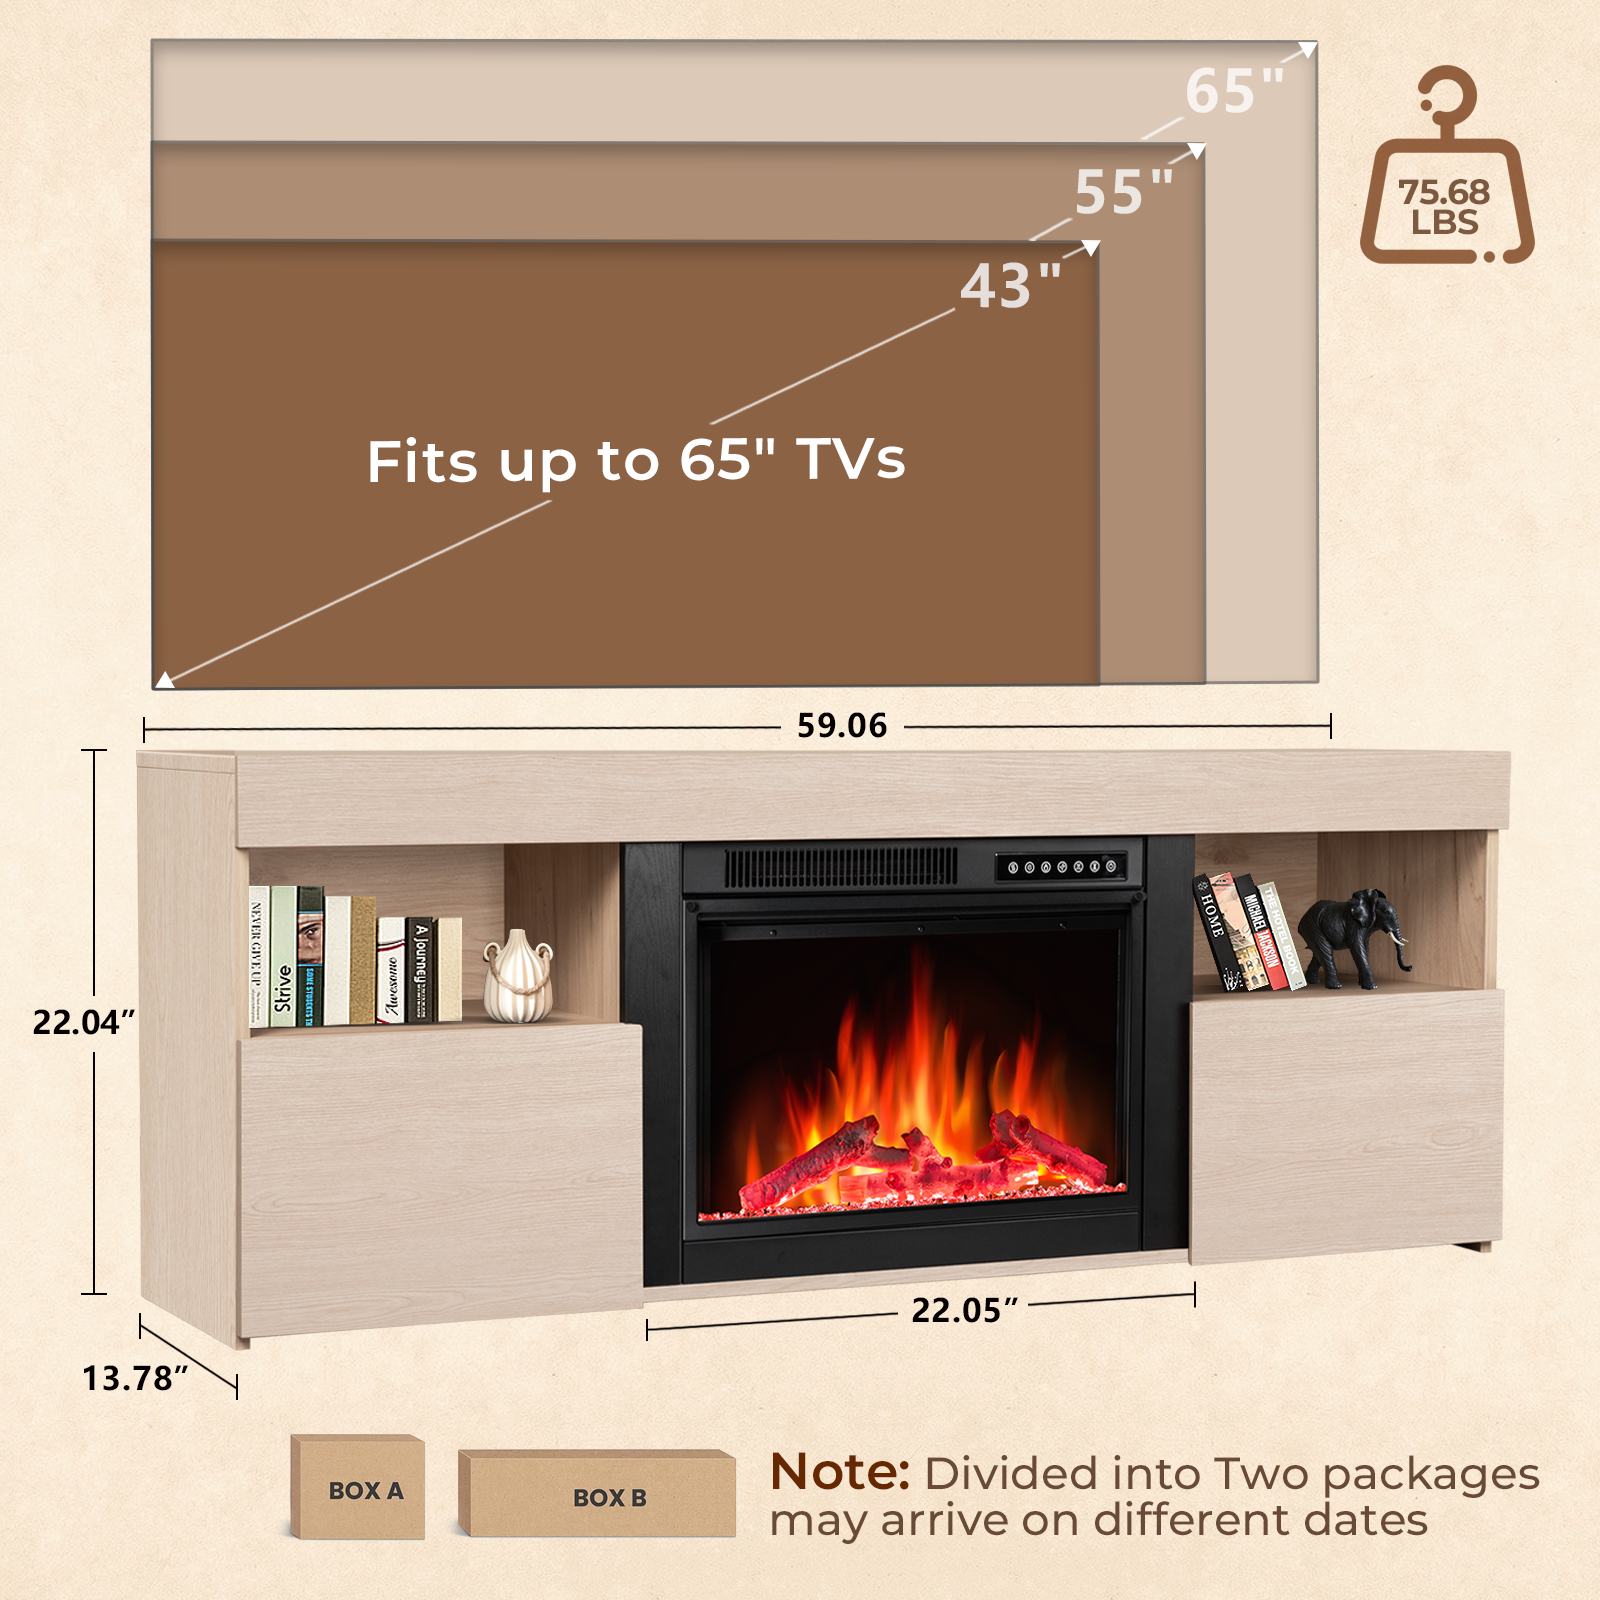 65"
55"
43"
75.68
LBS
Fits up to 65" TVs
59.06
NEVER GIVE UP
Strive
Awesome
A Journey
HOME
MICHAEL JACKSON
THE HOTEL BOOK
22.04”
22.05”
13.78”
BOX A
BOX B
Note: Divided into Two packages
may arrive on different dates